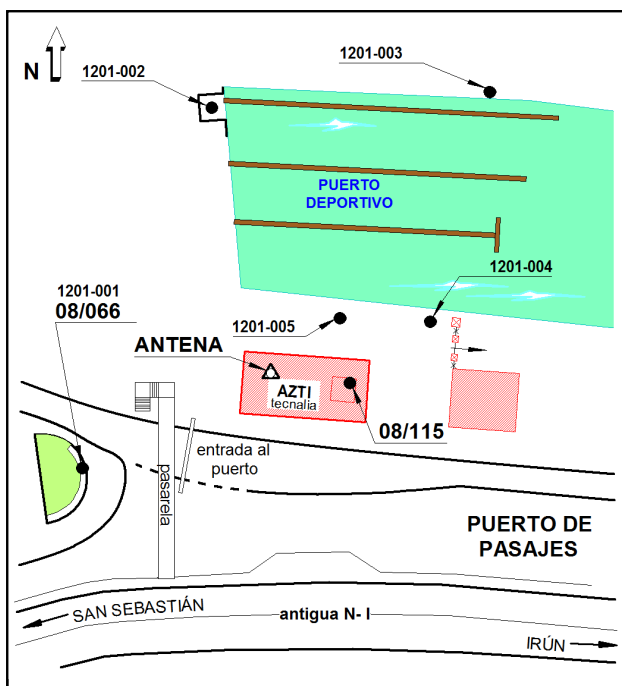 1201-003
1201-002
N
PUERTO
DEPORTIVO
1201-004
1201-001
08/066
1201-005
ANTENA
AZTI
tecnalia
08/115
entrada al
puerto
pasarela
PUERTO DE
PASAJES
SAN SEBASTIÁN
antigua N- I
IRÚN